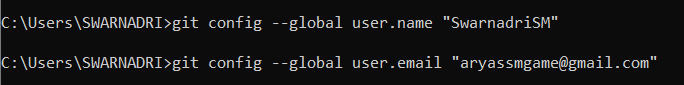 C:\Users\SWARNADRI>git config --global user.name "SwarnadriSM"
C:\Users\SWARNADRI>git config --global user.email "aryassmgame@gmail.com"